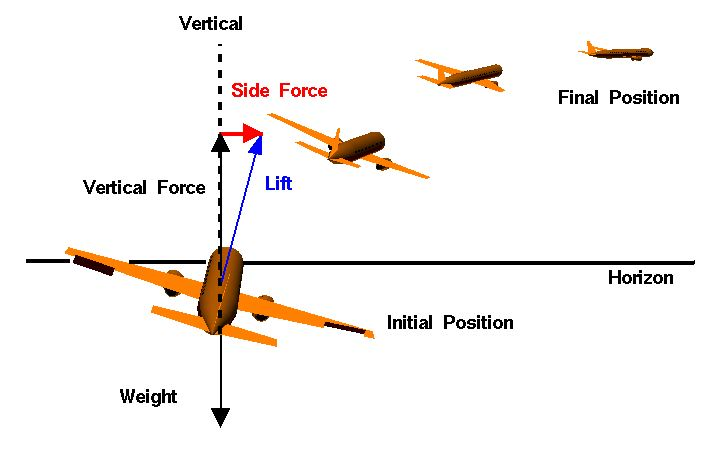 Vertical
Side Force
Final Position
Vertical Force
Lift
Horizon
Initial Position
Weight